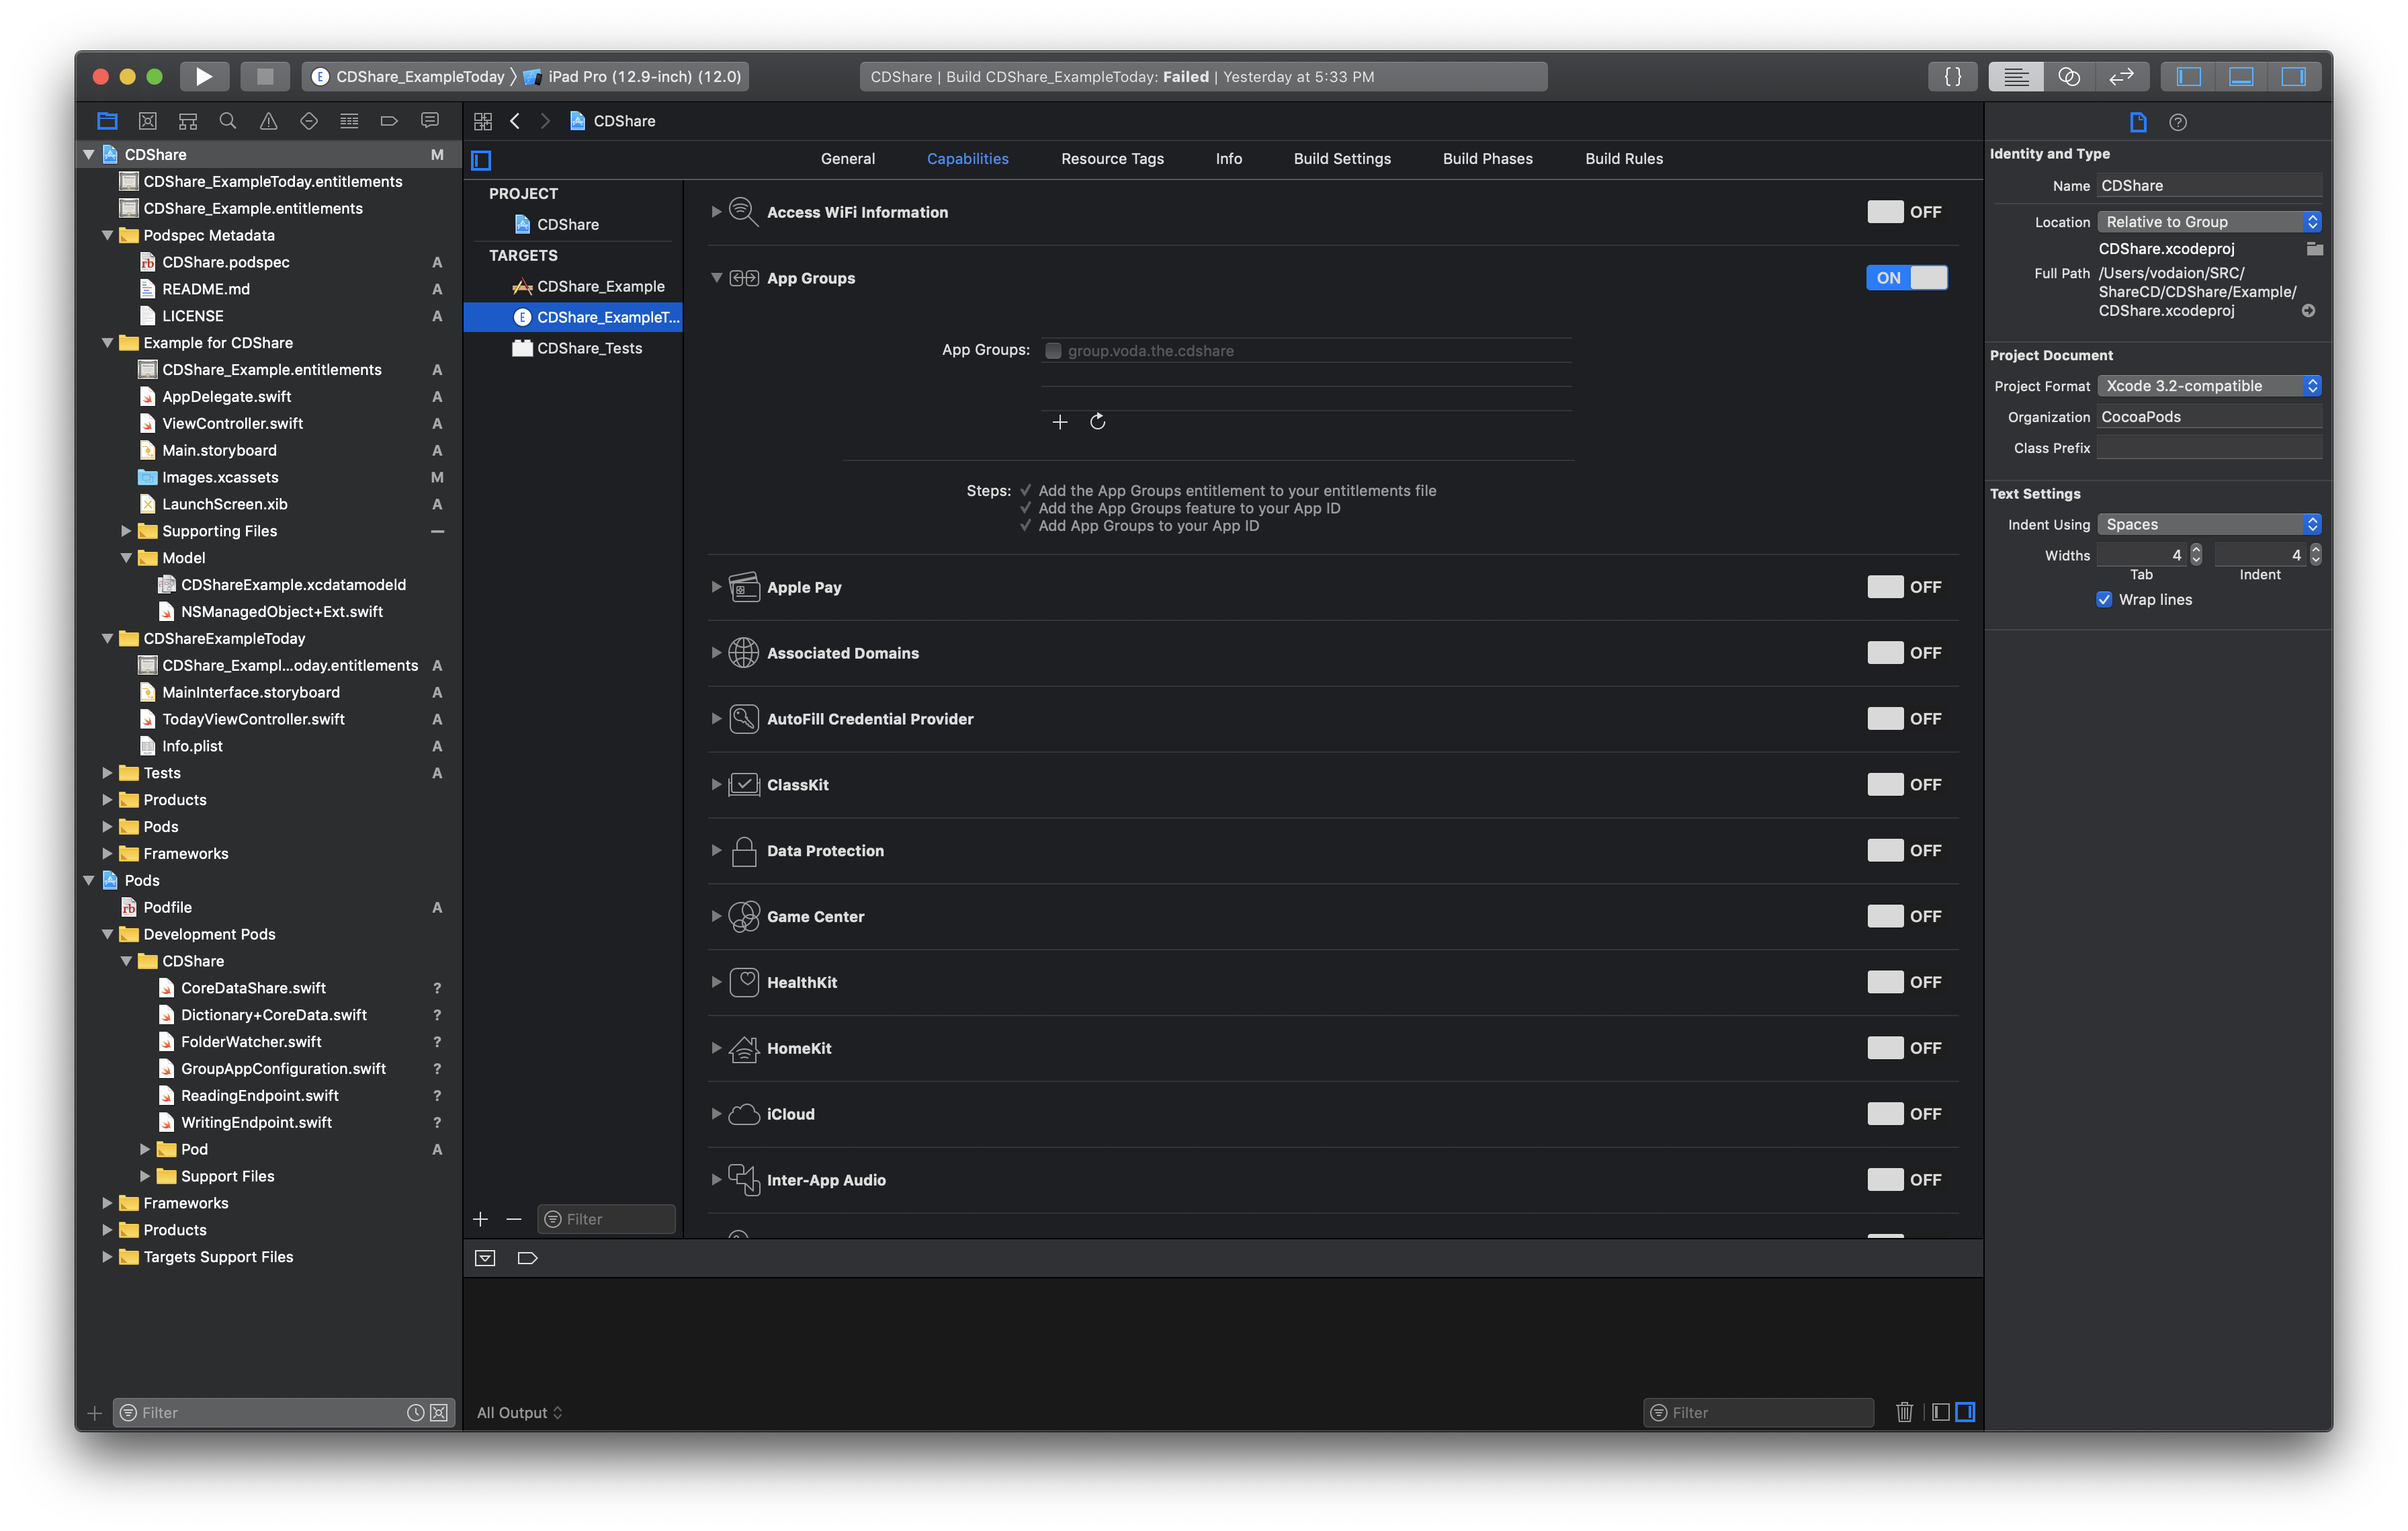 CDShare_ExampleToday › iPad Pro (12.9-inch) (12.0)
CDShare | Build CDShare_ExampleToday: Failed | Yesterday at 5:33 PM
{ }
CDShare M
CDShare_ExampleToday.entitlements
CDShare_Example.entitlements
Podspec Metadata
CDShare.podspec A
README.md A
LICENSE A
Example for CDShare
CDShare_Example.entitlements A
AppDelegate.swift A
ViewController.swift A
Main.storyboard A
Images.xcassets M
LaunchScreen.xib A
Supporting Files —
Model
CDShareExample.xcdatamodeld
NSManagedObject+Ext.swift
CDShareExampleToday
CDShare_Exampl...oday.entitlements A
MainInterface.storyboard A
TodayViewController.swift A
Info.plist A
Tests A
Products
Pods
Frameworks
Pods
Podfile A
Development Pods
CDShare
CoreDataShare.swift ?
Dictionary+CoreData.swift ?
FolderWatcher.swift ?
GroupAppConfiguration.swift ?
ReadingEndpoint.swift ?
WritingEndpoint.swift ?
Pod A
Support Files
Frameworks
Products
Targets Support Files
Filter
CDShare
General Capabilities Resource Tags Info Build Settings Build Phases Build Rules
PROJECT
CDShare
TARGETS
CDShare_Example
CDShare_ExampleT...
CDShare_Tests
Filter
Access WiFi Information OFF
App Groups ON
App Groups: group.voda.the.cdshare
Steps: ✓ Add the App Groups entitlement to your entitlements file
✓ Add the App Groups feature to your App ID
✓ Add App Groups to your App ID
Apple Pay OFF
Associated Domains OFF
AutoFill Credential Provider OFF
ClassKit OFF
Data Protection OFF
Game Center OFF
HealthKit OFF
HomeKit OFF
iCloud OFF
Inter-App Audio OFF
All Output
Filter
Identity and Type
Name CDShare
Location Relative to Group
CDShare.xcodeproj
Full Path /Users/vodaion/SRC/
ShareCD/CDShare/Example/
CDShare.xcodeproj
Project Document
Project Format Xcode 3.2-compatible
Organization CocoaPods
Class Prefix
Text Settings
Indent Using Spaces
Widths 4 4
Tab Indent
Wrap lines